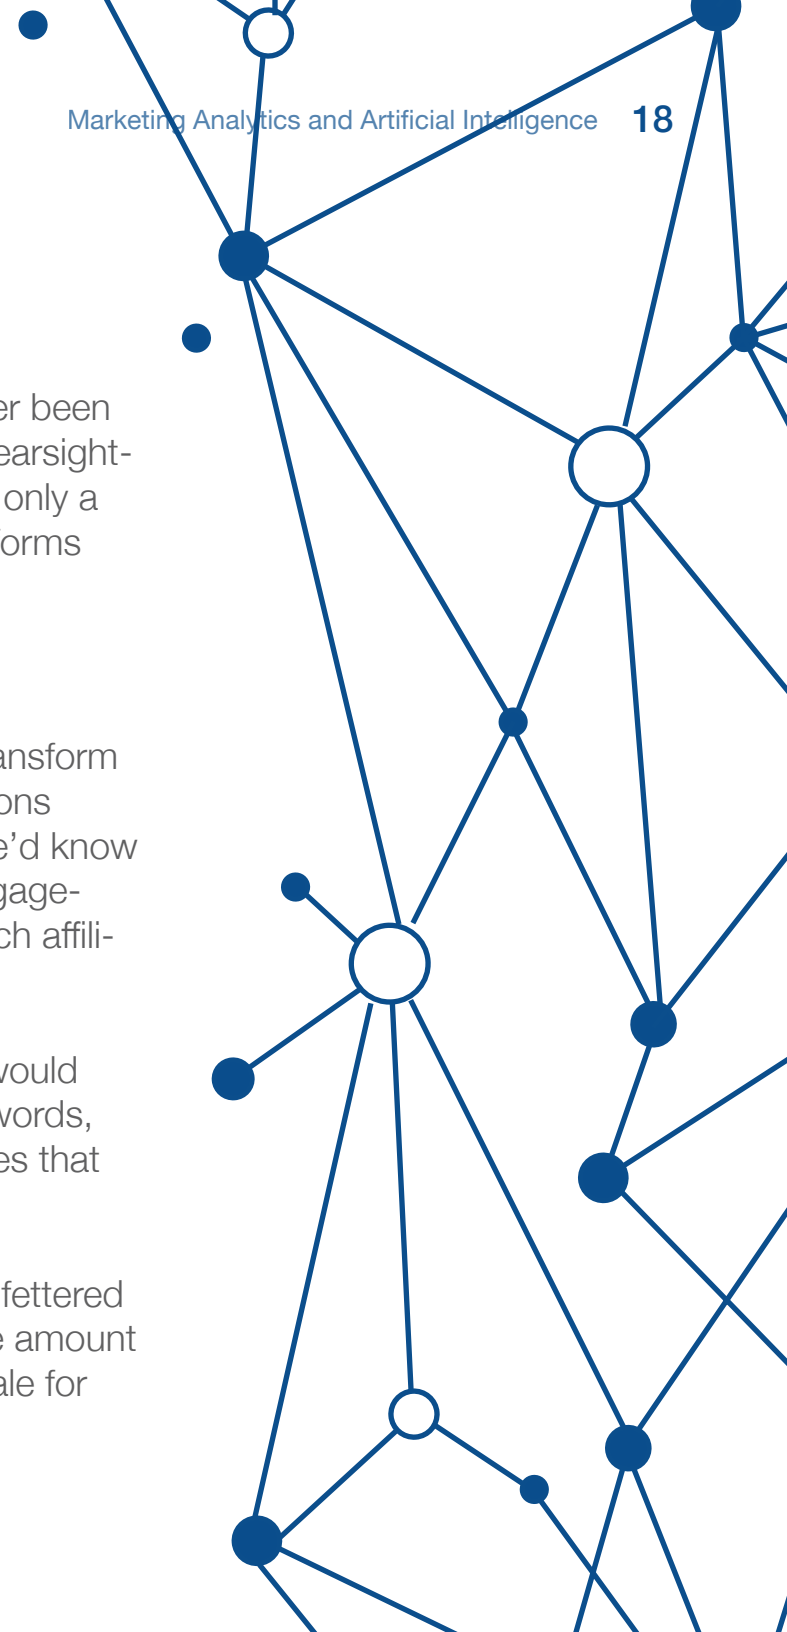 Marketing Analytics and Artificial Intelligence 18
er been
earsight-
only a
orms
ansform
ons
e’d know
gage-
ch affili-
would
words,
es that
fettered
e amount
ale for